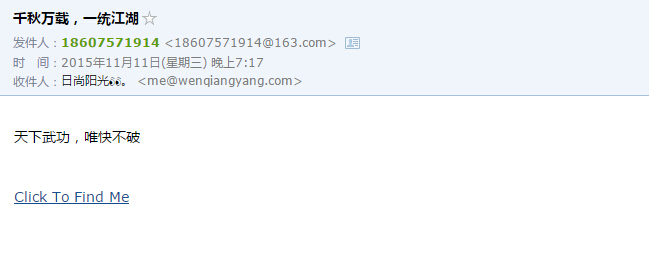 千秋万载，一统江湖☆
发件人：18607571914 <18607571914@163.com>
时　间：2015年11月11日(星期三) 晚上7:17
收件人：日尚阳光👀。 <me@wenqiangyang.com>
天下武功，唯快不破
Click To Find Me